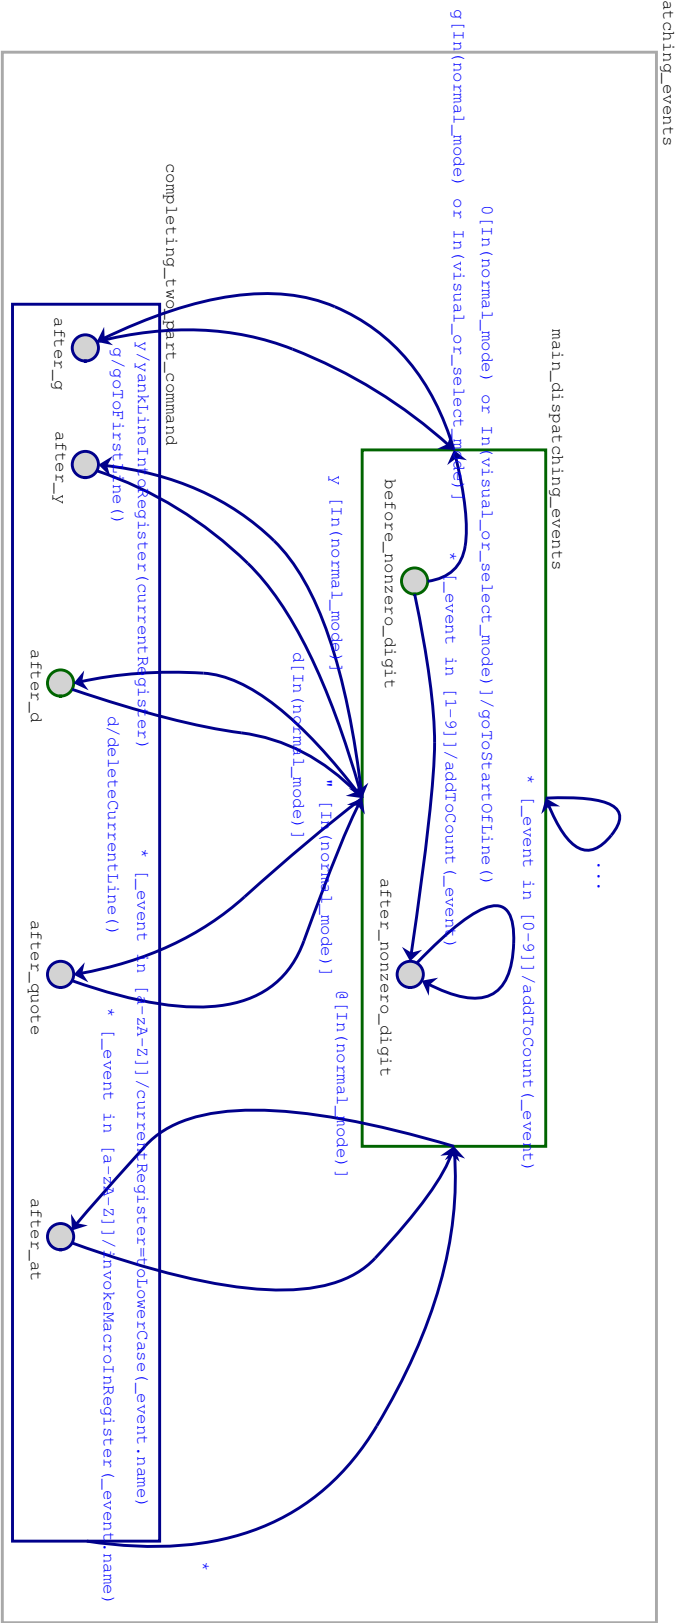 atching_events
g[In(normal_mode) or In(visual_or_select_mode)]
0[In(normal_mode) or In(visual_or_select_mode)]/goToStartOfLine()
main_dispatching_events
completing_two_part_command
after_g
y/yankLineIntoRegister(currentRegister)
g/goToFirstLine()
after_y
y [In(normal_mode)]
before_nonzero_digit
* [_event in [1-9]]/addToCount(_event)
after_d
d[In(normal_mode)]
d/deleteCurrentLine()
" [In(normal_mode)]
* [_event in [0-9]]/addToCount(_event)
...
* [_event in [a-zA-Z]]/currentRegister=toLowerCase(_event.name)
after_nonzero_digit
after_quote
@[In(normal_mode)]
* [_event in [a-zA-Z]]/invokeMacroInRegister(_event.name)
after_at
*